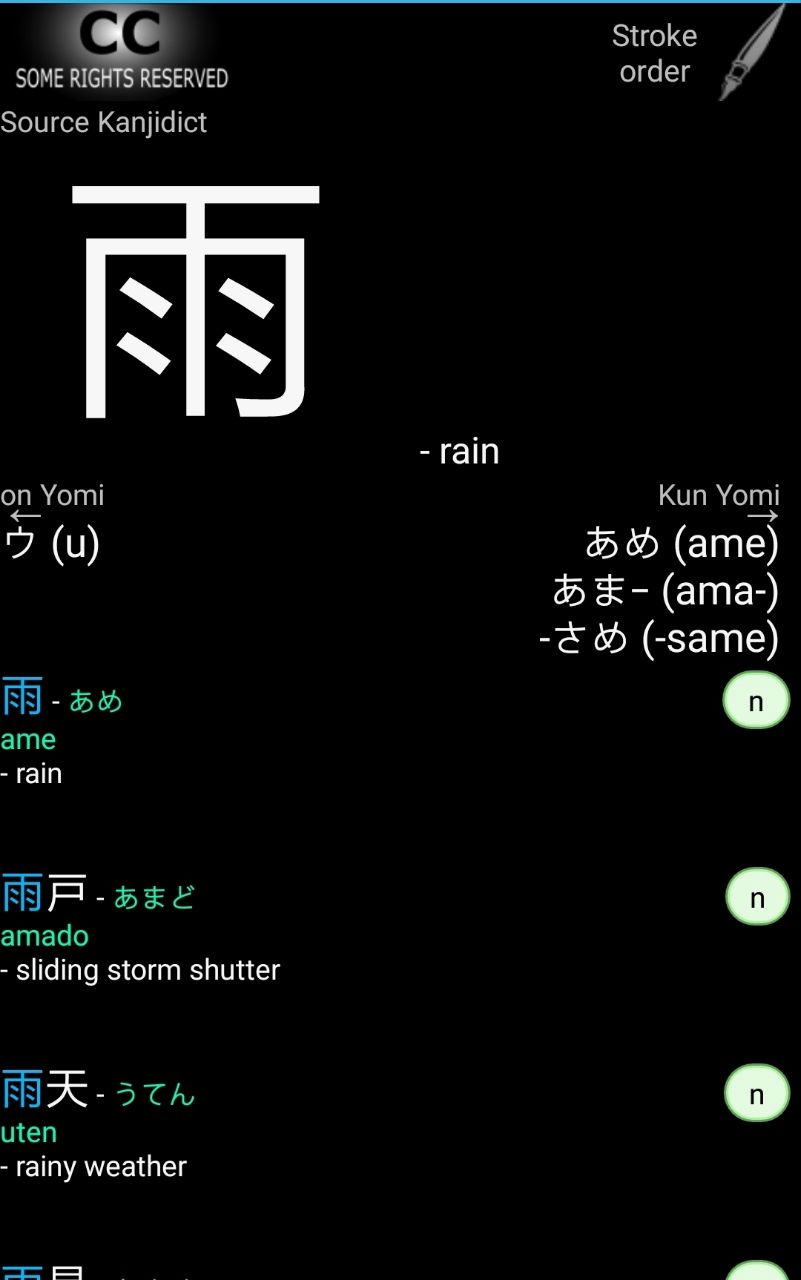 CC
SOME RIGHTS RESERVED
Stroke
order
Source Kanjidict
雨
- rain
on Yomi
←
ウ (u)
Kun Yomi
→
あめ (ame)
あまｰ (ama-)
-さめ (-same)
雨 - あめ
n
ame
- rain
雨戸 - あまど
n
amado
- sliding storm shutter
雨天 - うてん
n
uten
- rainy weather